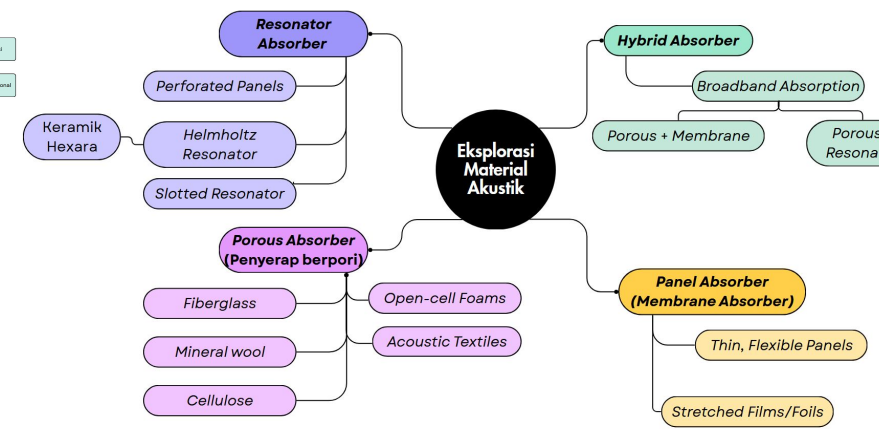 Resonator
Absorber
Perforated Panels
Keramik
Hexara
Helmholtz
Resonator
Slotted Resonator
Hybrid Absorber
Broadband Absorption
Porous + Membrane
Porous
Eksplorasi
Material
Akustik
Porous Absorber
(Penyerap berpori)
Fiberglass
Open-cell Foams
Mineral wool
Acoustic Textiles
Cellulose
Panel Absorber
(Membrane Absorber)
Thin, Flexible Panels
Stretched Films/Foils